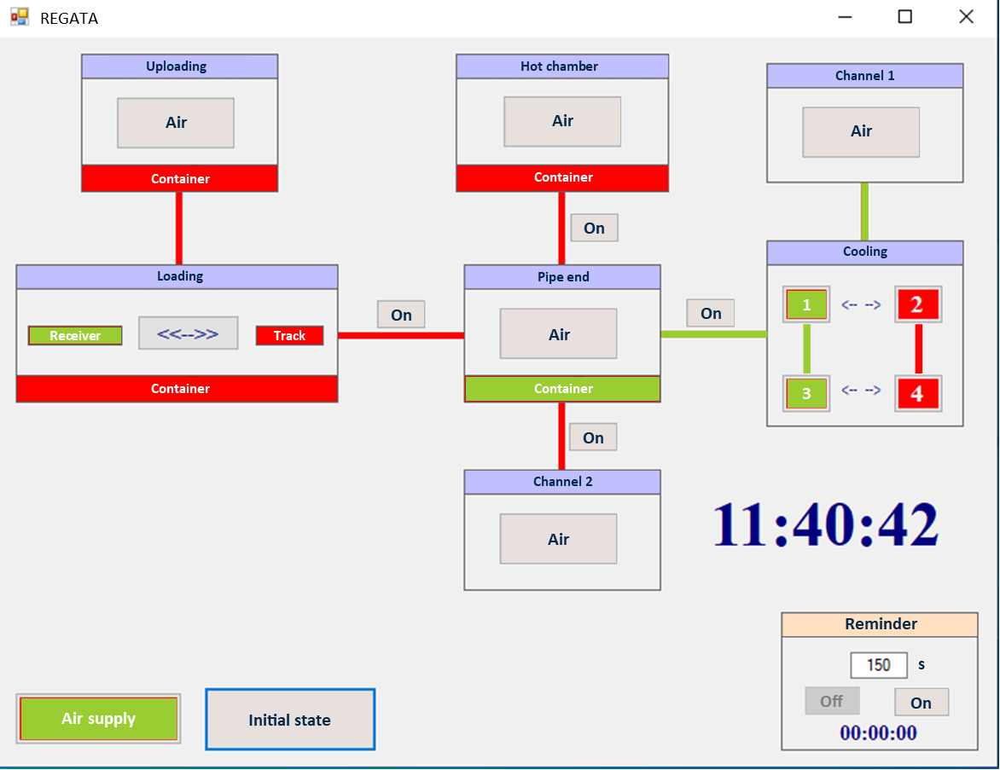 REGATA
Uploading
Air
Container
Hot chamber
Air
Container
On
Channel 1
Air
Loading
Receiver
<<-->>
Track
Container
On
Pipe end
Air
Container
On
On
Cooling
1 <-- --> 2
3 <-- --> 4
Channel 2
Air
11:40:42
Reminder
150 s
Off On
00:00:00
Air supply
Initial state